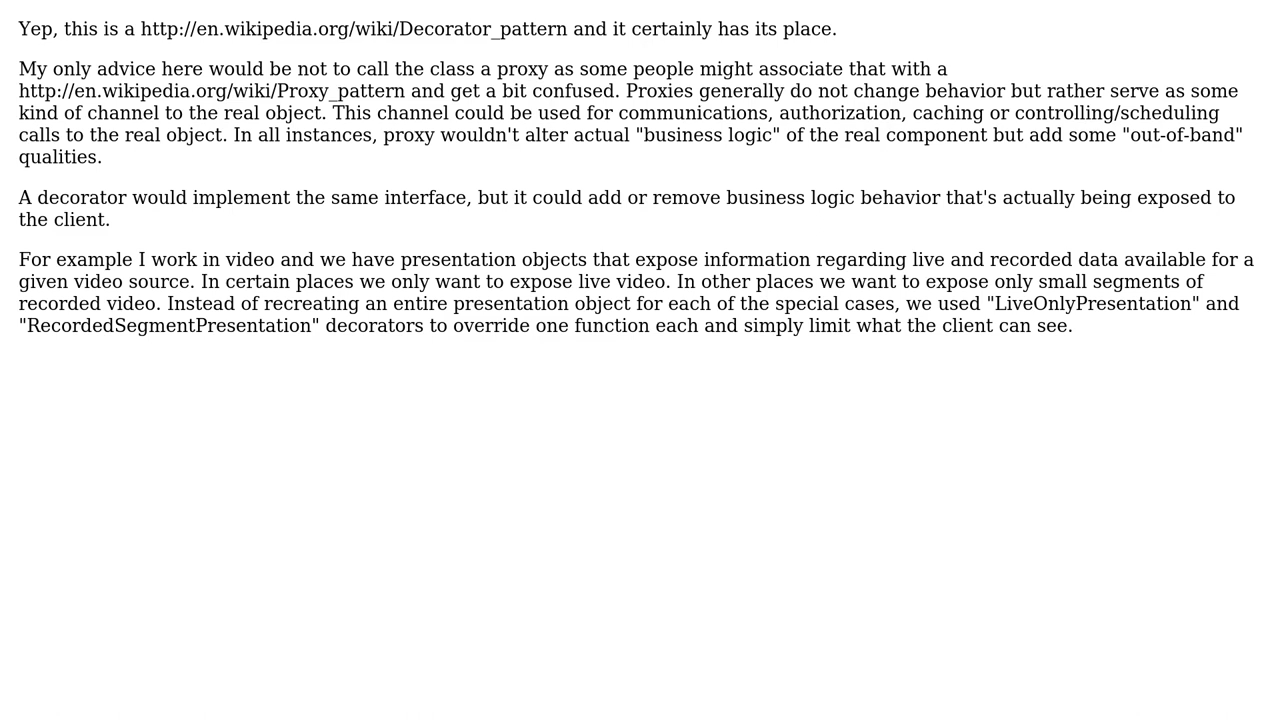 Yep, this is a http://en.wikipedia.org/wiki/Decorator_pattern and it certainly has its place.
My only advice here would be not to call the class a proxy as some people might associate that with a
http://en.wikipedia.org/wiki/Proxy_pattern and get a bit confused. Proxies generally do not change behavior but rather serve as some
kind of channel to the real object. This channel could be used for communications, authorization, caching or controlling/scheduling
calls to the real object. In all instances, proxy wouldn't alter actual "business logic" of the real component but add some "out-of-band"
qualities.
A decorator would implement the same interface, but it could add or remove business logic behavior that's actually being exposed to
the client.
For example I work in video and we have presentation objects that expose information regarding live and recorded data available for a
given video source. In certain places we only want to expose live video. In other places we want to expose only small segments of
recorded video. Instead of recreating an entire presentation object for each of the special cases, we used "LiveOnlyPresentation" and
"RecordedSegmentPresentation" decorators to override one function each and simply limit what the client can see.